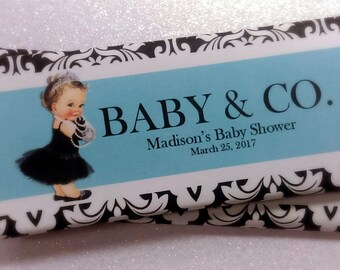 BABY & CO.
Madison's Baby Shower
March 25, 2017